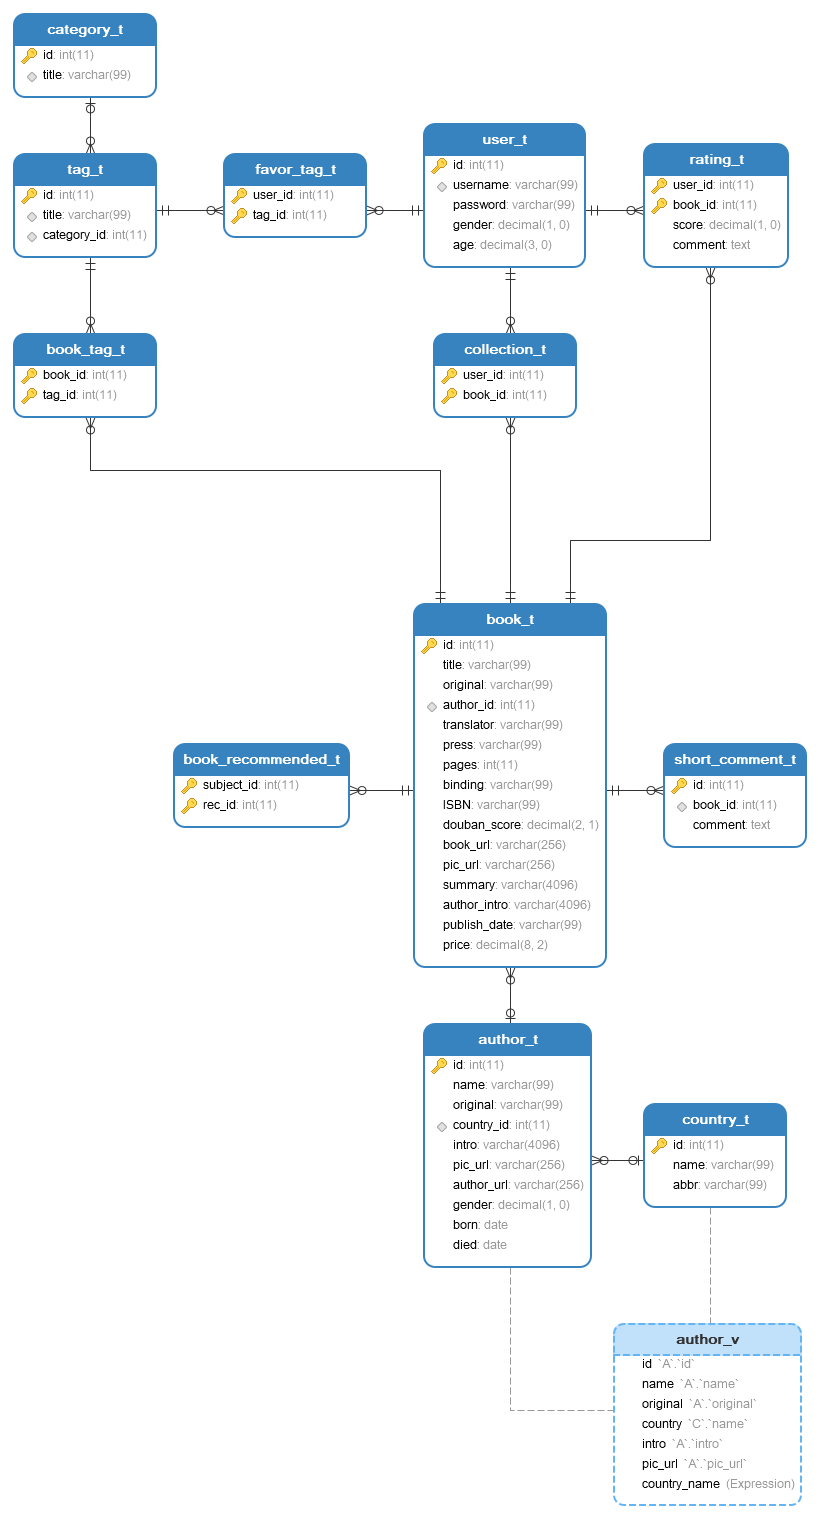 category_t
id: int(11)
title: varchar(99)
tag_t
id: int(11)
title: varchar(99)
category_id: int(11)
favor_tag_t
user_id: int(11)
tag_id: int(11)
user_t
id: int(11)
username: varchar(99)
password: varchar(99)
gender: decimal(1, 0)
age: decimal(3, 0)
rating_t
user_id: int(11)
book_id: int(11)
score: decimal(1, 0)
comment: text
book_tag_t
book_id: int(11)
tag_id: int(11)
collection_t
user_id: int(11)
book_id: int(11)
book_t
id: int(11)
title: varchar(99)
original: varchar(99)
author_id: int(11)
translator: varchar(99)
press: varchar(99)
pages: int(11)
binding: varchar(99)
ISBN: varchar(99)
douban_score: decimal(2, 1)
book_url: varchar(256)
pic_url: varchar(256)
summary: varchar(4096)
author_intro: varchar(4096)
publish_date: varchar(99)
price: decimal(8, 2)
book_recommended_t
subject_id: int(11)
rec_id: int(11)
short_comment_t
id: int(11)
book_id: int(11)
comment: text
author_t
id: int(11)
name: varchar(99)
original: varchar(99)
country_id: int(11)
intro: varchar(4096)
pic_url: varchar(256)
author_url: varchar(256)
gender: decimal(1, 0)
born: date
died: date
country_t
id: int(11)
name: varchar(99)
abbr: varchar(99)
author_v
id `A`.`id`
name `A`.`name`
original `A`.`original`
country `C`.`name`
intro `A`.`intro`
pic_url `A`.`pic_url`
country_name (Expression)